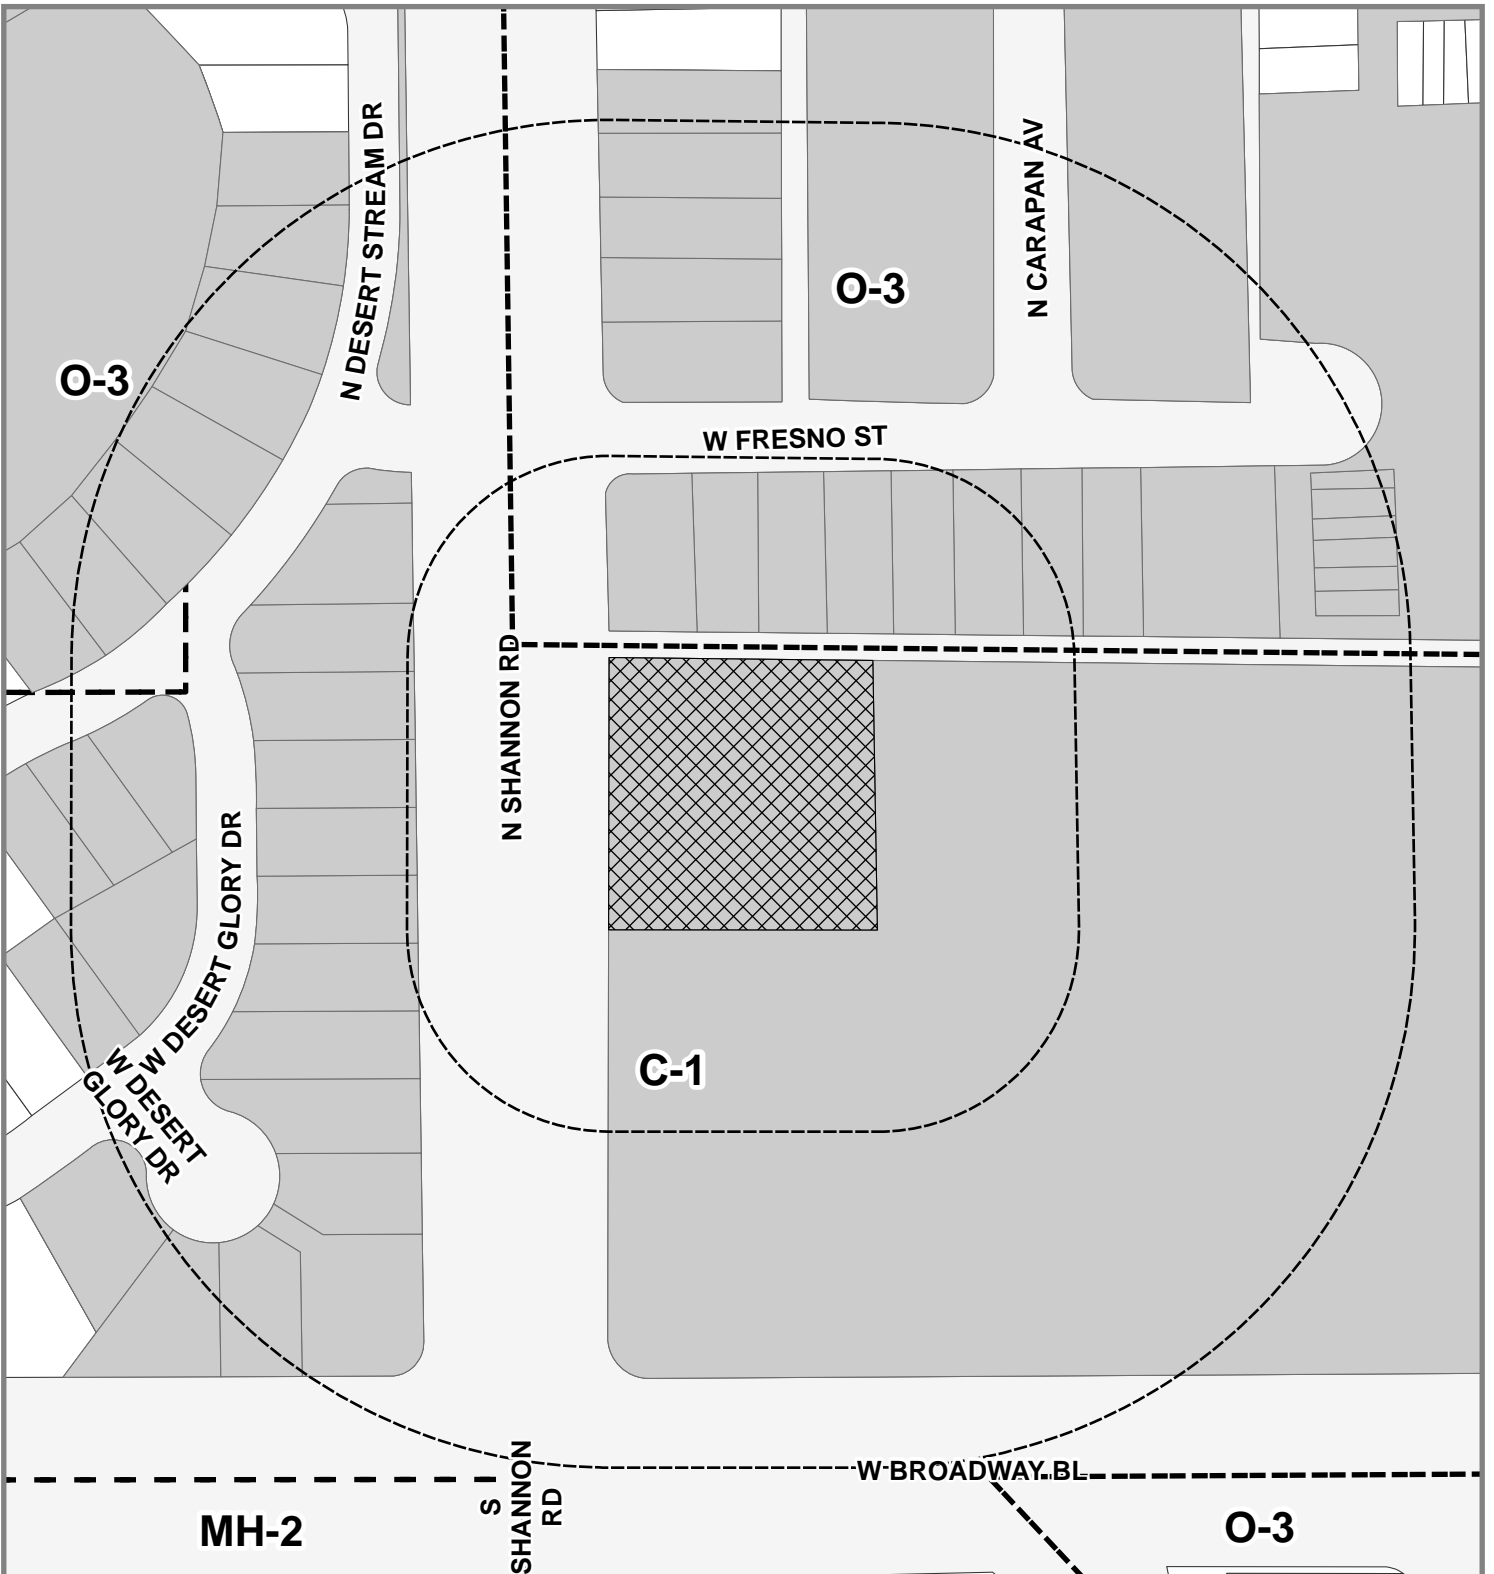 N DESERT STREAM DR
N CARAPAN AV
O-3
O-3
W FRESNO ST
N SHANNON RD
W DESERT GLORY DR
W DESERT
GLORY DR
C-1
W BROADWAY BL
S
SHANNON
RD
MH-2
O-3